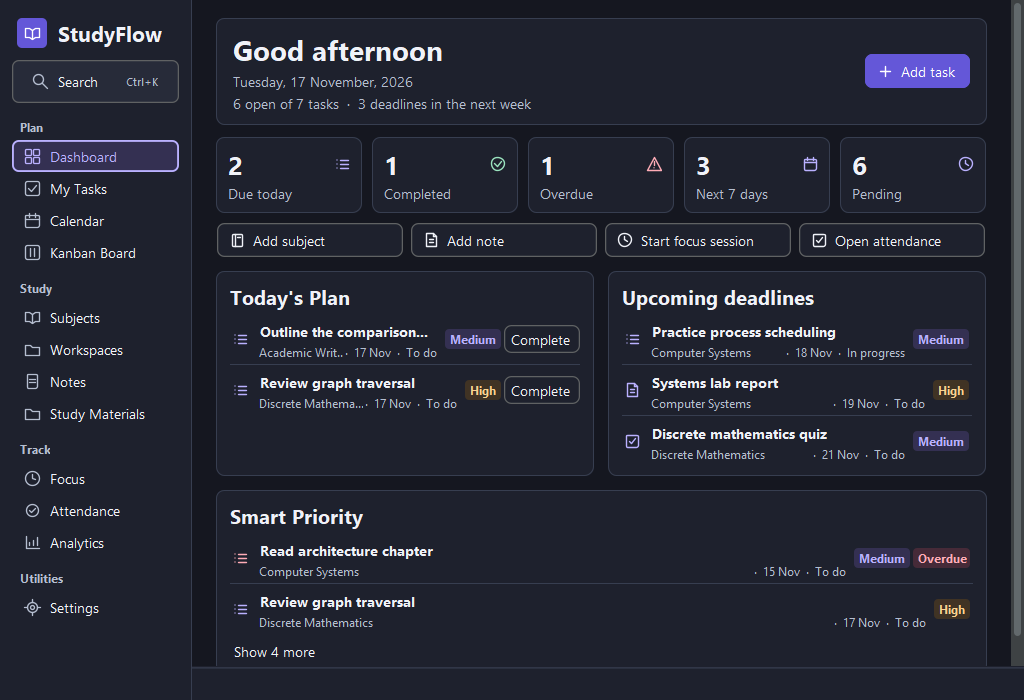 StudyFlow
Search Ctrl+K
Plan
Dashboard
My Tasks
Calendar
Kanban Board
Study
Subjects
Workspaces
Notes
Study Materials
Track
Focus
Attendance
Analytics
Utilities
Settings
Good afternoon
Tuesday, 17 November, 2026
6 open of 7 tasks · 3 deadlines in the next week
Add task
2
Due today
1
Completed
1
Overdue
3
Next 7 days
6
Pending
Add subject
Add note
Start focus session
Open attendance
Today's Plan
Outline the comparison... Medium Complete
Academic Writ.. · 17 Nov · To do
Review graph traversal High Complete
Discrete Mathema... · 17 Nov · To do
Upcoming deadlines
Practice process scheduling Medium
Computer Systems · 18 Nov · In progress
Systems lab report High
Computer Systems · 19 Nov · To do
Discrete mathematics quiz Medium
Discrete Mathematics · 21 Nov · To do
Smart Priority
Read architecture chapter Medium Overdue
Computer Systems · 15 Nov · To do
Review graph traversal High
Discrete Mathematics · 17 Nov · To do
Show 4 more